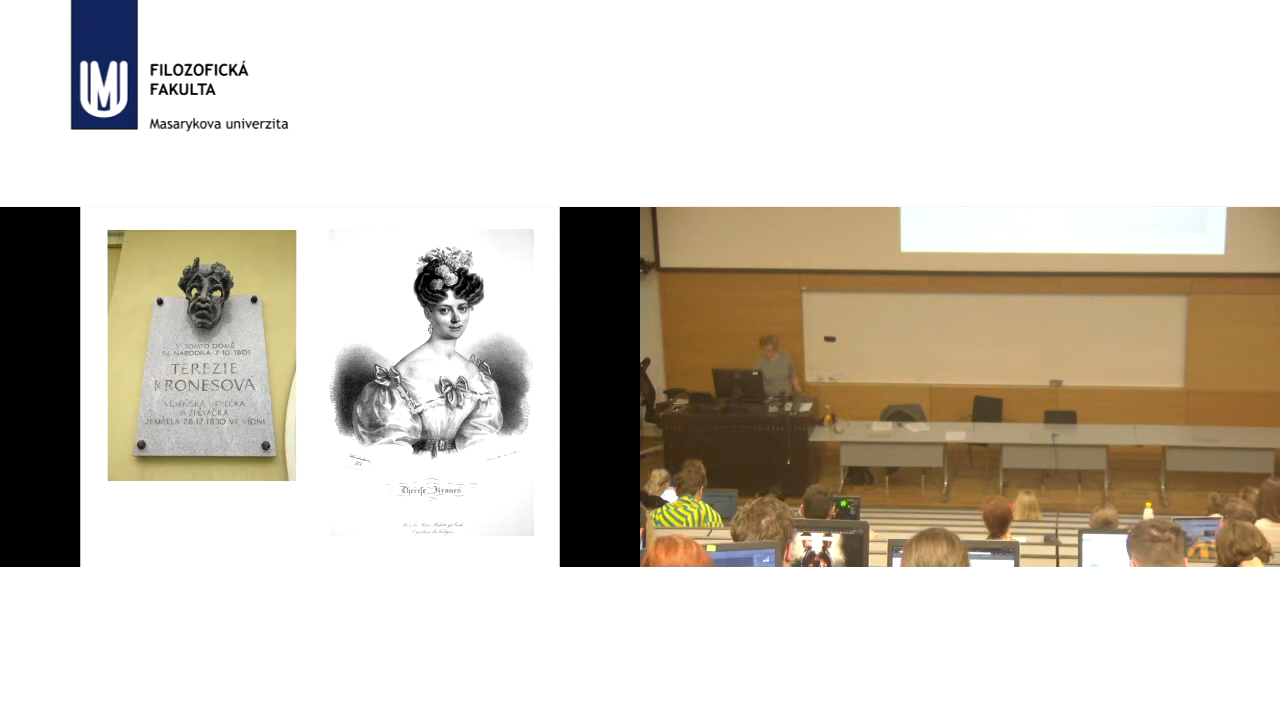 FILOZOFICKÁ
FAKULTA
Masarykova univerzita
V TOMTO DOMĚ
SE NARODILA 7.10.1801
TEREZIE
KRONESOVÁ
VÍDEŇSKÁ HEREČKA
A ZPĚVAČKA
ZEMŘELA 28.12.1830 VE VÍDNI
Therese Krones